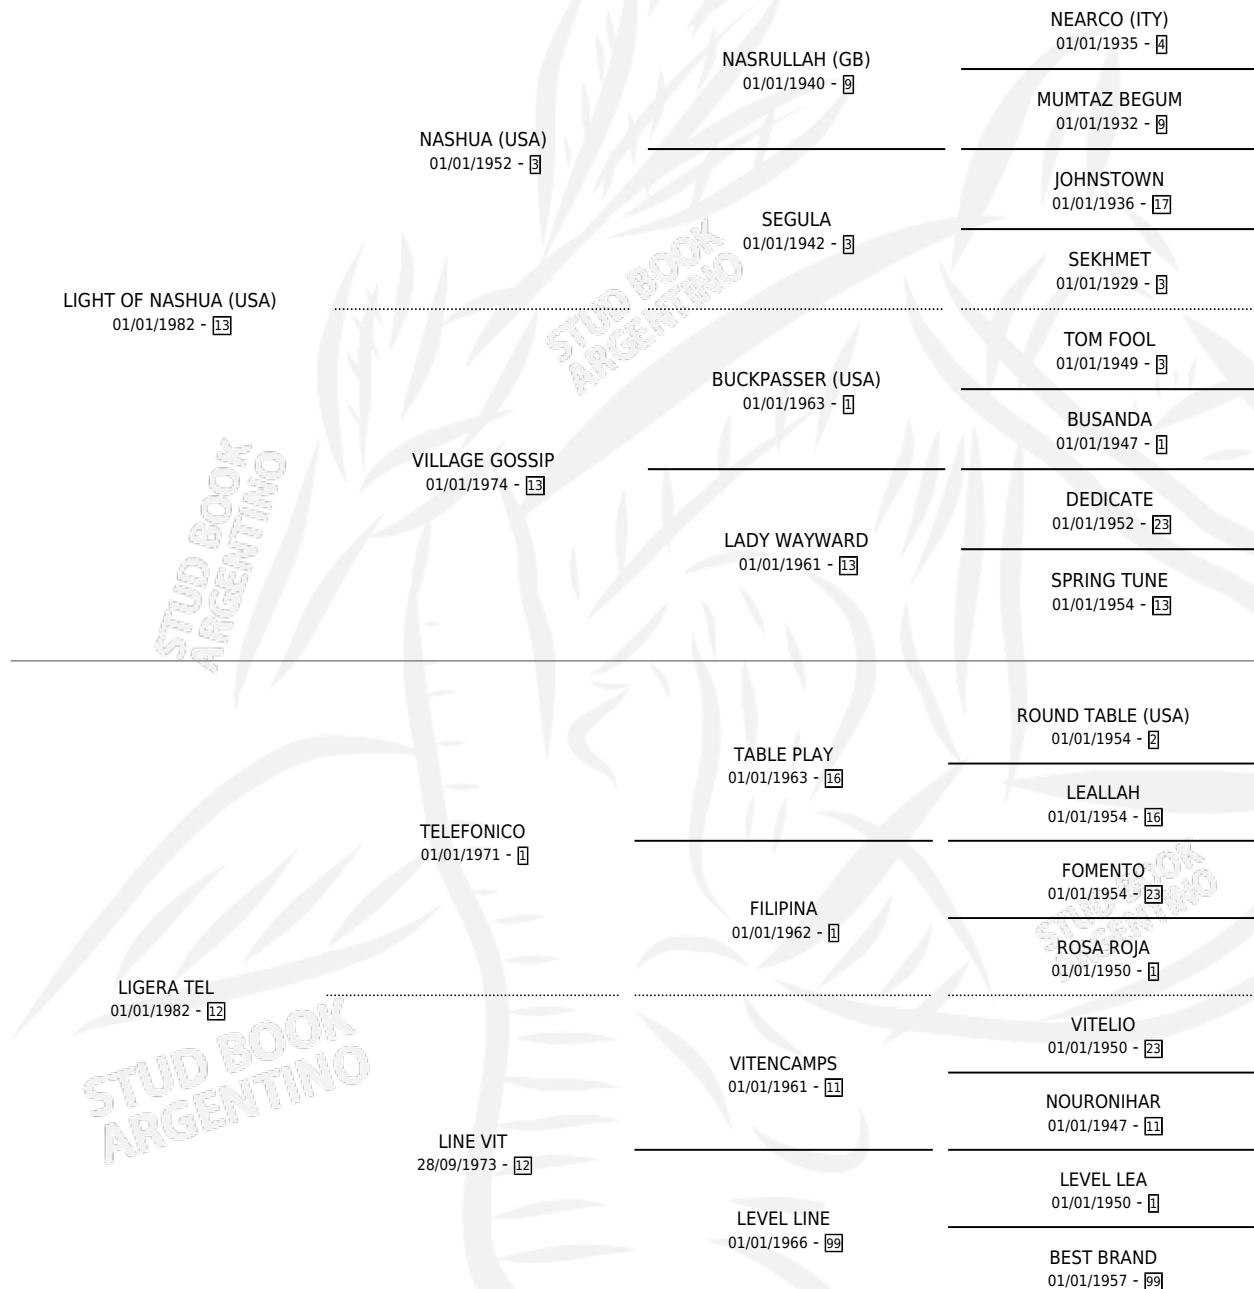 NEARCO (ITY)
01/01/1935 - 4
NASRULLAH (GB)
01/01/1940 - 9
MUMTAZ BEGUM
01/01/1932 - 9
NASHUA (USA)
01/01/1952 - 3
JOHNSTOWN
01/01/1936 - 17
SEGULA
01/01/1942 - 3
SEKHMET
01/01/1929 - 3
LIGHT OF NASHUA (USA)
01/01/1982 - 13
TOM FOOL
01/01/1949 - 3
BUCKPASSER (USA)
01/01/1963 - 1
BUSANDA
01/01/1947 - 1
VILLAGE GOSSIP
01/01/1974 - 13
DEDICATE
01/01/1952 - 23
LADY WAYWARD
01/01/1961 - 13
SPRING TUNE
01/01/1954 - 13
ROUND TABLE (USA)
01/01/1954 - 2
TABLE PLAY
01/01/1963 - 16
LEALLAH
01/01/1954 - 16
TELEFONICO
01/01/1971 - 1
FOMENTO
01/01/1954 - 23
FILIPINA
01/01/1962 - 1
ROSA ROJA
01/01/1950 - 1
LIGERA TEL
01/01/1982 - 12
VITELIO
01/01/1950 - 23
VITENCAMPS
01/01/1961 - 11
NOURONIHAR
01/01/1947 - 11
LINE VIT
28/09/1973 - 12
LEVEL LEA
01/01/1950 - 1
LEVEL LINE
01/01/1966 - 99
BEST BRAND
01/01/1957 - 99
STUD BOOK
ARGENTINO
STUD BOOK
ARGENTINO
STUD BOOK
ARGENTINO
STUD BOOK
ARGENTINO